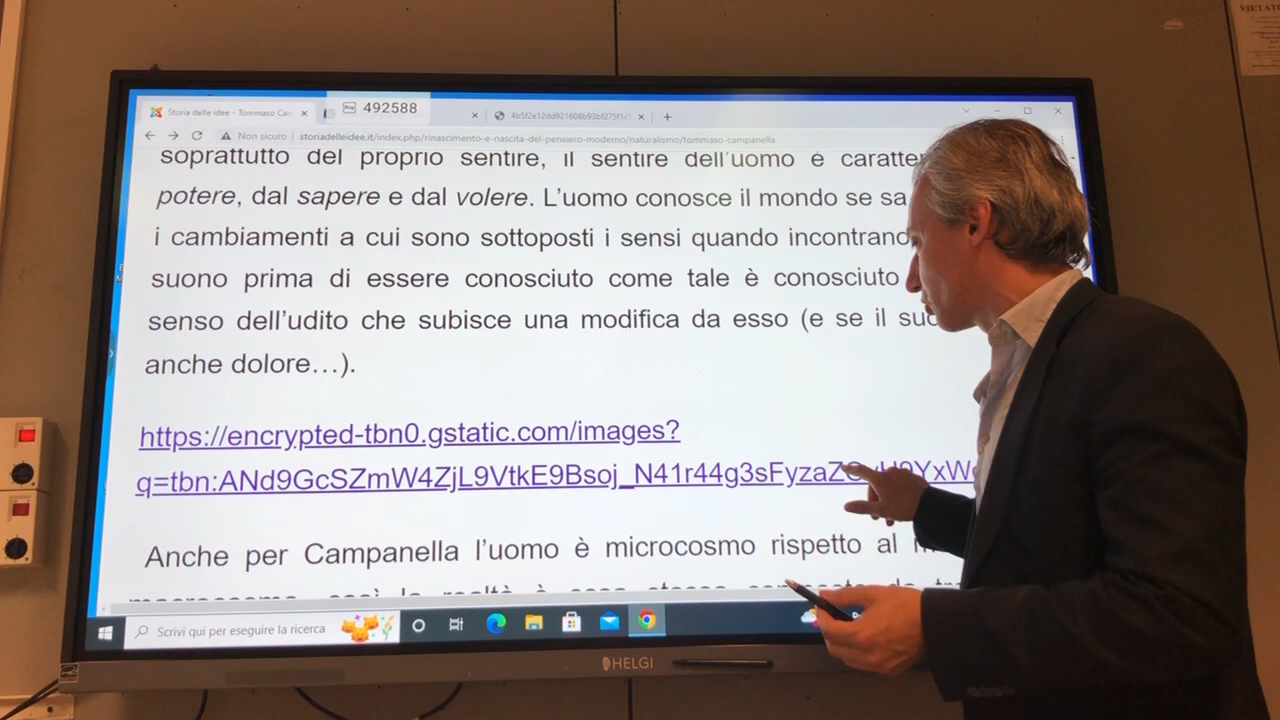 VIETATO
Storia delle idee - Tommaso Ca
492588
4b5f2e12dd921608b93bf275f1c
Non sicuro | storiadelleidee.it/index.php/rinascimento-e-nascita-del-pensiero-moderno/naturalismo/tommaso-campanella
soprattutto del proprio sentire, il sentire dell'uomo è caratter
potere, dal sapere e dal volere. L'uomo conosce il mondo se sa
i cambiamenti a cui sono sottoposti i sensi quando incontrano
suono prima di essere conosciuto come tale è conosciuto
senso dell'udito che subisce una modifica da esso (e se il suo
anche dolore…).
https://encrypted-tbn0.gstatic.com/images?
q=tbn:ANd9GcSZmW4ZjL9VtkE9Bsoj_N41r44g3sFyzaZ
Anche per Campanella l'uomo è microcosmo rispetto al
Scrivi qui per eseguire la ricerca
HELGI